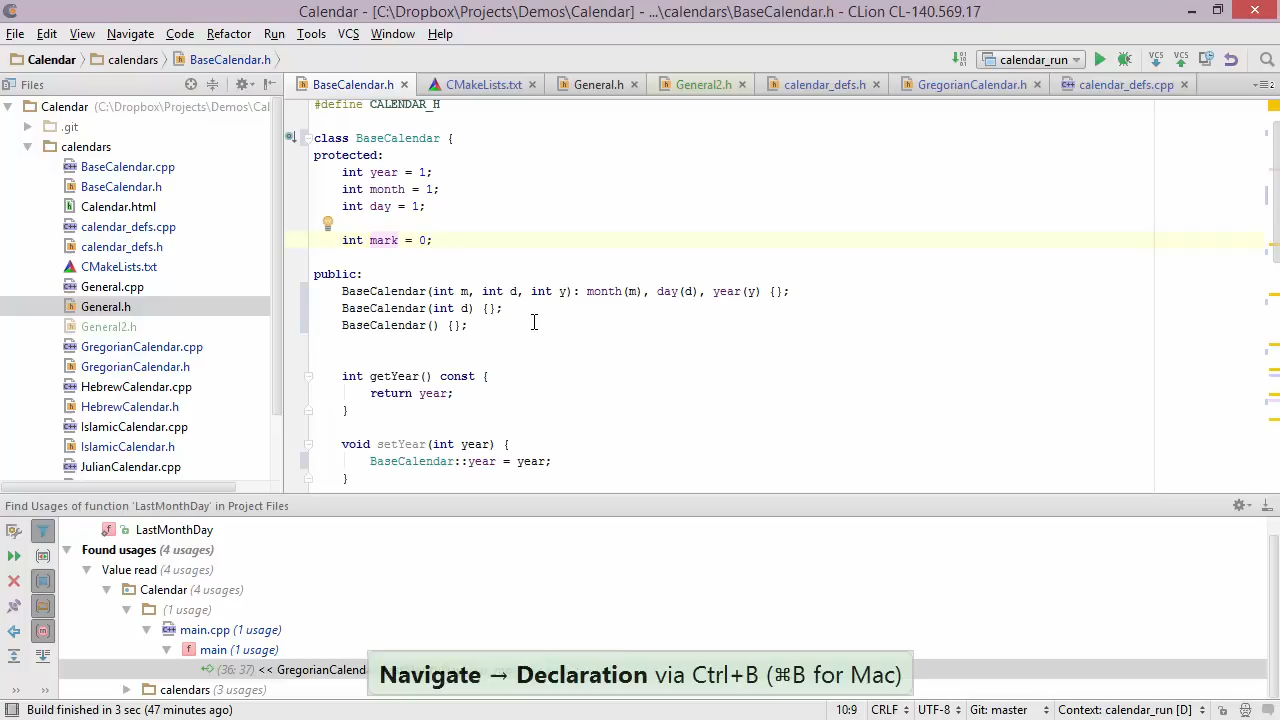 Calendar - [C:\Dropbox\Projects\Demos\Calendar] - ...\calendars\BaseCalendar.h - CLion CL-140.569.17
File Edit View Navigate Code Refactor Run Tools VCS Window Help
Calendar calendars BaseCalendar.h calendar_run VCS VCS
Files
BaseCalendar.h CMakeLists.txt General.h General2.h calendar_defs.h GregorianCalendar.h calendar_defs.cpp
Calendar (C:\Dropbox\Projects\Demos\Cal
.git
calendars
BaseCalendar.cpp
BaseCalendar.h
Calendar.html
calendar_defs.cpp
calendar_defs.h
CMakeLists.txt
General.cpp
General.h
General2.h
GregorianCalendar.cpp
GregorianCalendar.h
HebrewCalendar.cpp
HebrewCalendar.h
IslamicCalendar.cpp
IslamicCalendar.h
JulianCalendar.cpp
#define CALENDAR_H
class BaseCalendar {
protected:
int year = 1;
int month = 1;
int day = 1;
int mark = 0;
public:
BaseCalendar(int m, int d, int y): month(m), day(d), year(y) {};
BaseCalendar(int d) {};
BaseCalendar() {};
int getYear() const {
return year;
}
void setYear(int year) {
BaseCalendar::year = year;
}
Find Usages of function 'LastMonthDay' in Project Files
LastMonthDay
Found usages (4 usages)
Value read (4 usages)
Calendar (4 usages)
(1 usage)
main.cpp (1 usage)
main (1 usage)
(36: 37) << GregorianCalend
calendars (3 usages)
Navigate → Declaration via Ctrl+B (⌘B for Mac)
Build finished in 3 sec (47 minutes ago) 10:9 CRLF UTF-8 Git: master Context: calendar_run [D]